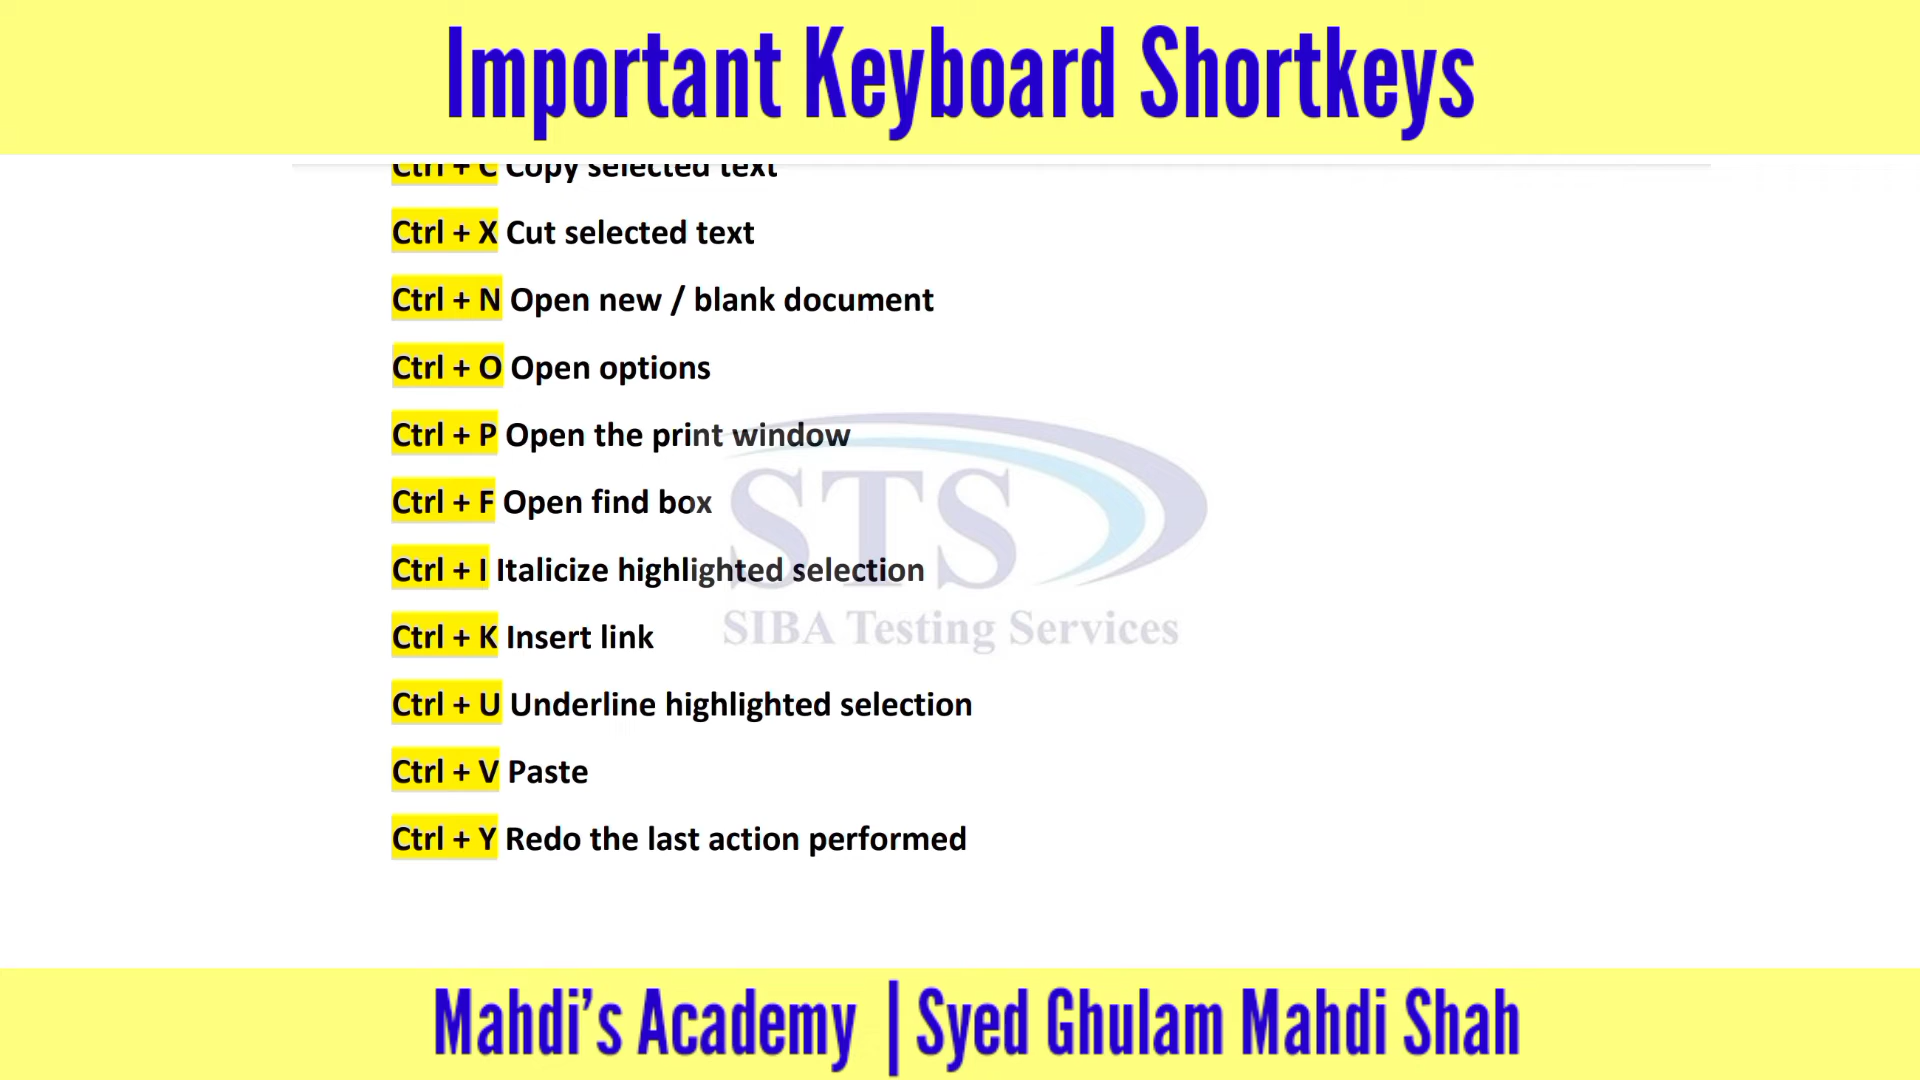 Important Keyboard Shortkeys
Ctrl + C Copy selected text
Ctrl + X Cut selected text
Ctrl + N Open new / blank document
Ctrl + O Open options
Ctrl + P Open the print window
Ctrl + F Open find box
Ctrl + I Italicize highlighted selection
Ctrl + K Insert link
Ctrl + U Underline highlighted selection
Ctrl + V Paste
Ctrl + Y Redo the last action performed
STS
SIBA Testing Services
Mahdi’s Academy | Syed Ghulam Mahdi Shah